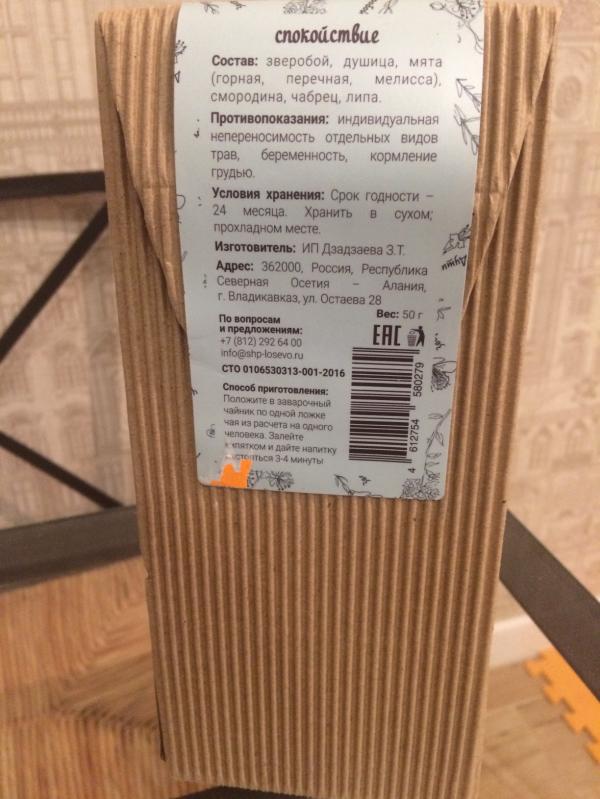 спокойствие
Состав: зверобой, душица, мята
(горная, перечная, мелисса),
смородина, чабрец, липа.
Противопоказания: индивидуальная
непереносимость отдельных видов
трав, беременность, кормление
грудью.
Условия хранения: Срок годности –
24 месяца. Хранить в сухом,
прохладном месте.
Изготовитель: ИП Дзадзаева З.Т.
Адрес: 362000, Россия, Республика
Северная Осетия – Алания,
г. Владикавказ, ул. Остаева 28
Вес: 50 г
По вопросам
и предложениям:
+7 (812) 292 64 00
info@shp-losevo.ru
СТО 0106530313-001-2016
EAC
Способ приготовления:
Положите в заварочный
чайник по одной ложке
чая из расчета на одного
человека. Залейте
кипятком и дайте напитку
настояться 3-4 минуты
4 612754 580279